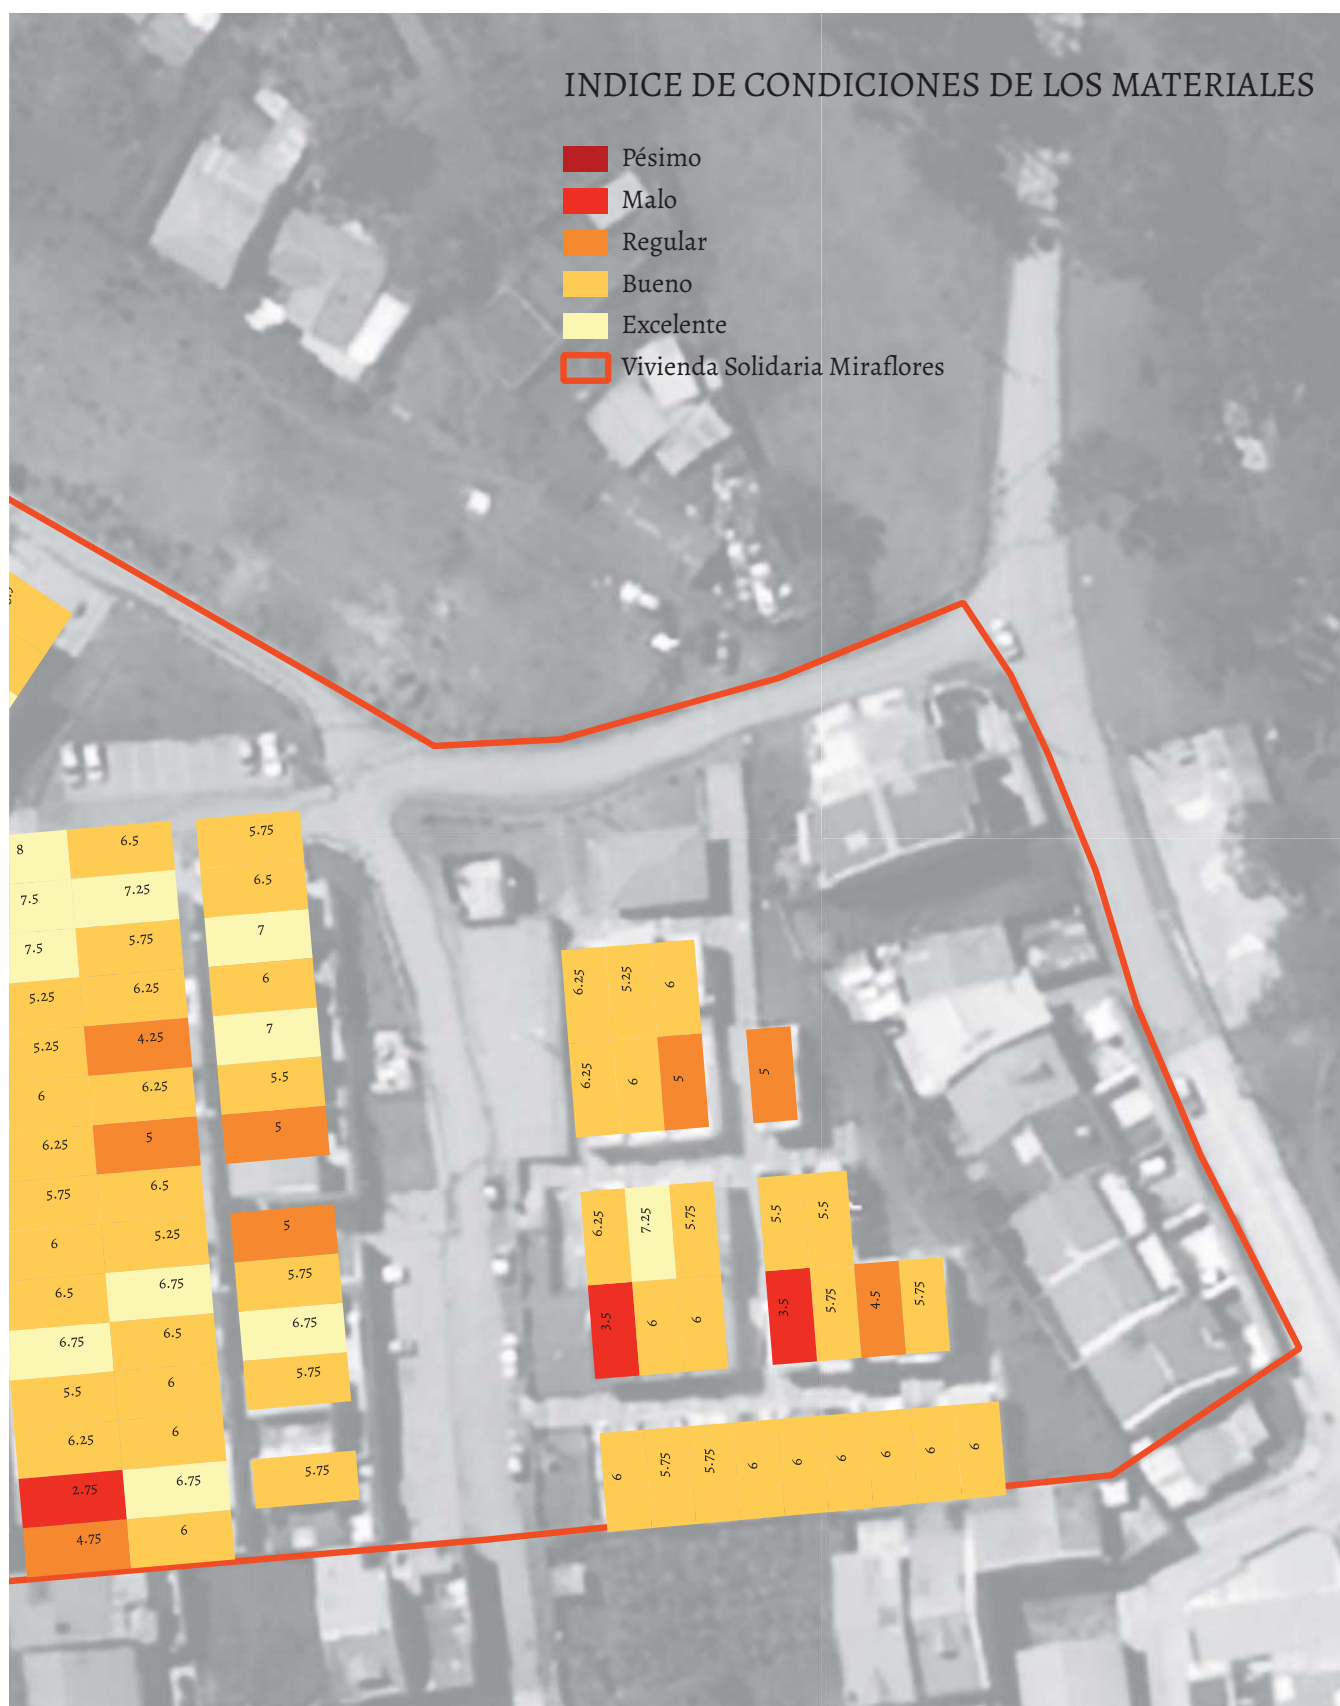 INDICE DE CONDICIONES DE LOS MATERIALES
Pésimo
Malo
Regular
Bueno
Excelente
Vivienda Solidaria Miraflores
8 6.5 5.75
7.5 7.25 6.5
7.5 5.75 7
5.25 6.25 6
5.25 4.25 7
6 6.25 5.5
6.25 5 5
5.75 6.5
6 5.25 5
6.5 6.75 5.75
6.75 6.5 6.75
5.5 6 5.75
6.25 6
2.75 6.75 5.75
4.75 6
6.25 5.25 6
6.25 6 5 5
6.25 7.25 5.75 5.5 5.5
3.5 6 6 3.5 5.75 4.5 5.75
6 5.75 5.75 6 6 6 6 6 6